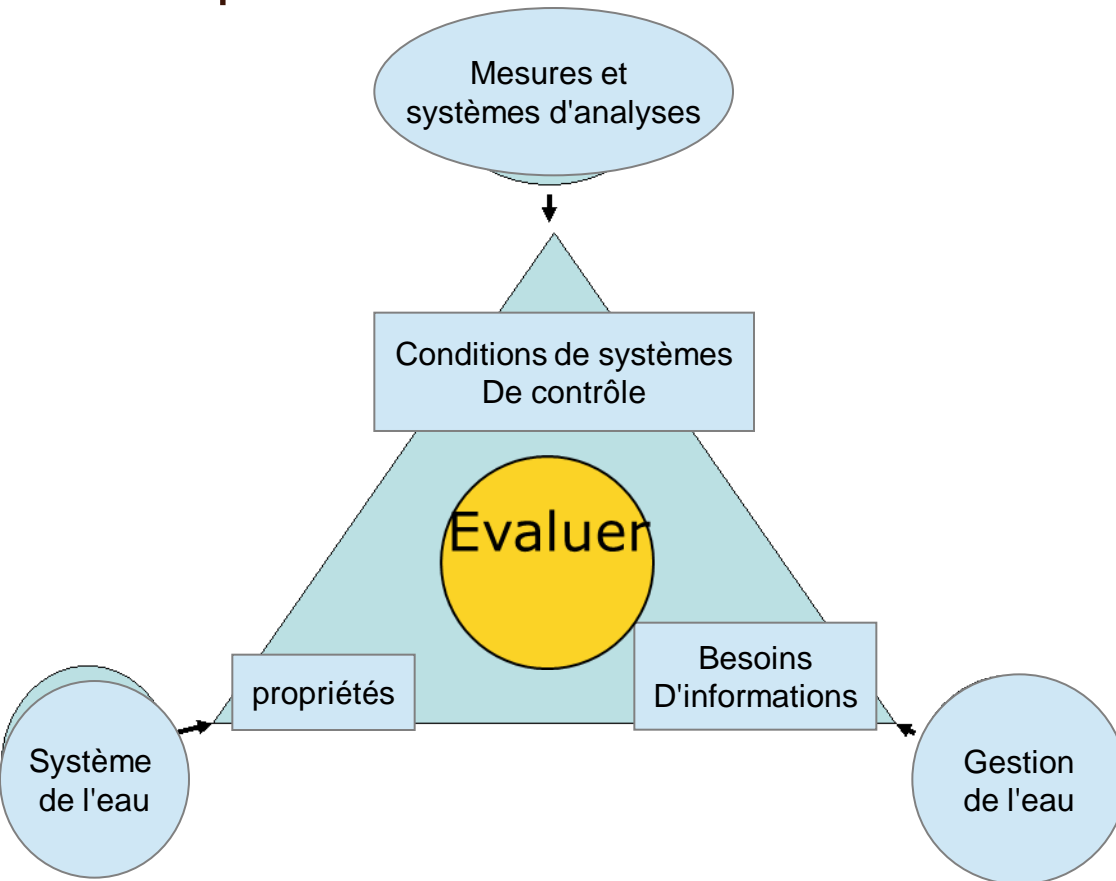 Mesures et
systèmes d'analyses
Conditions de systèmes
De contrôle
Evaluer
propriétés
Besoins
D'informations
Système
de l'eau
Gestion
de l'eau